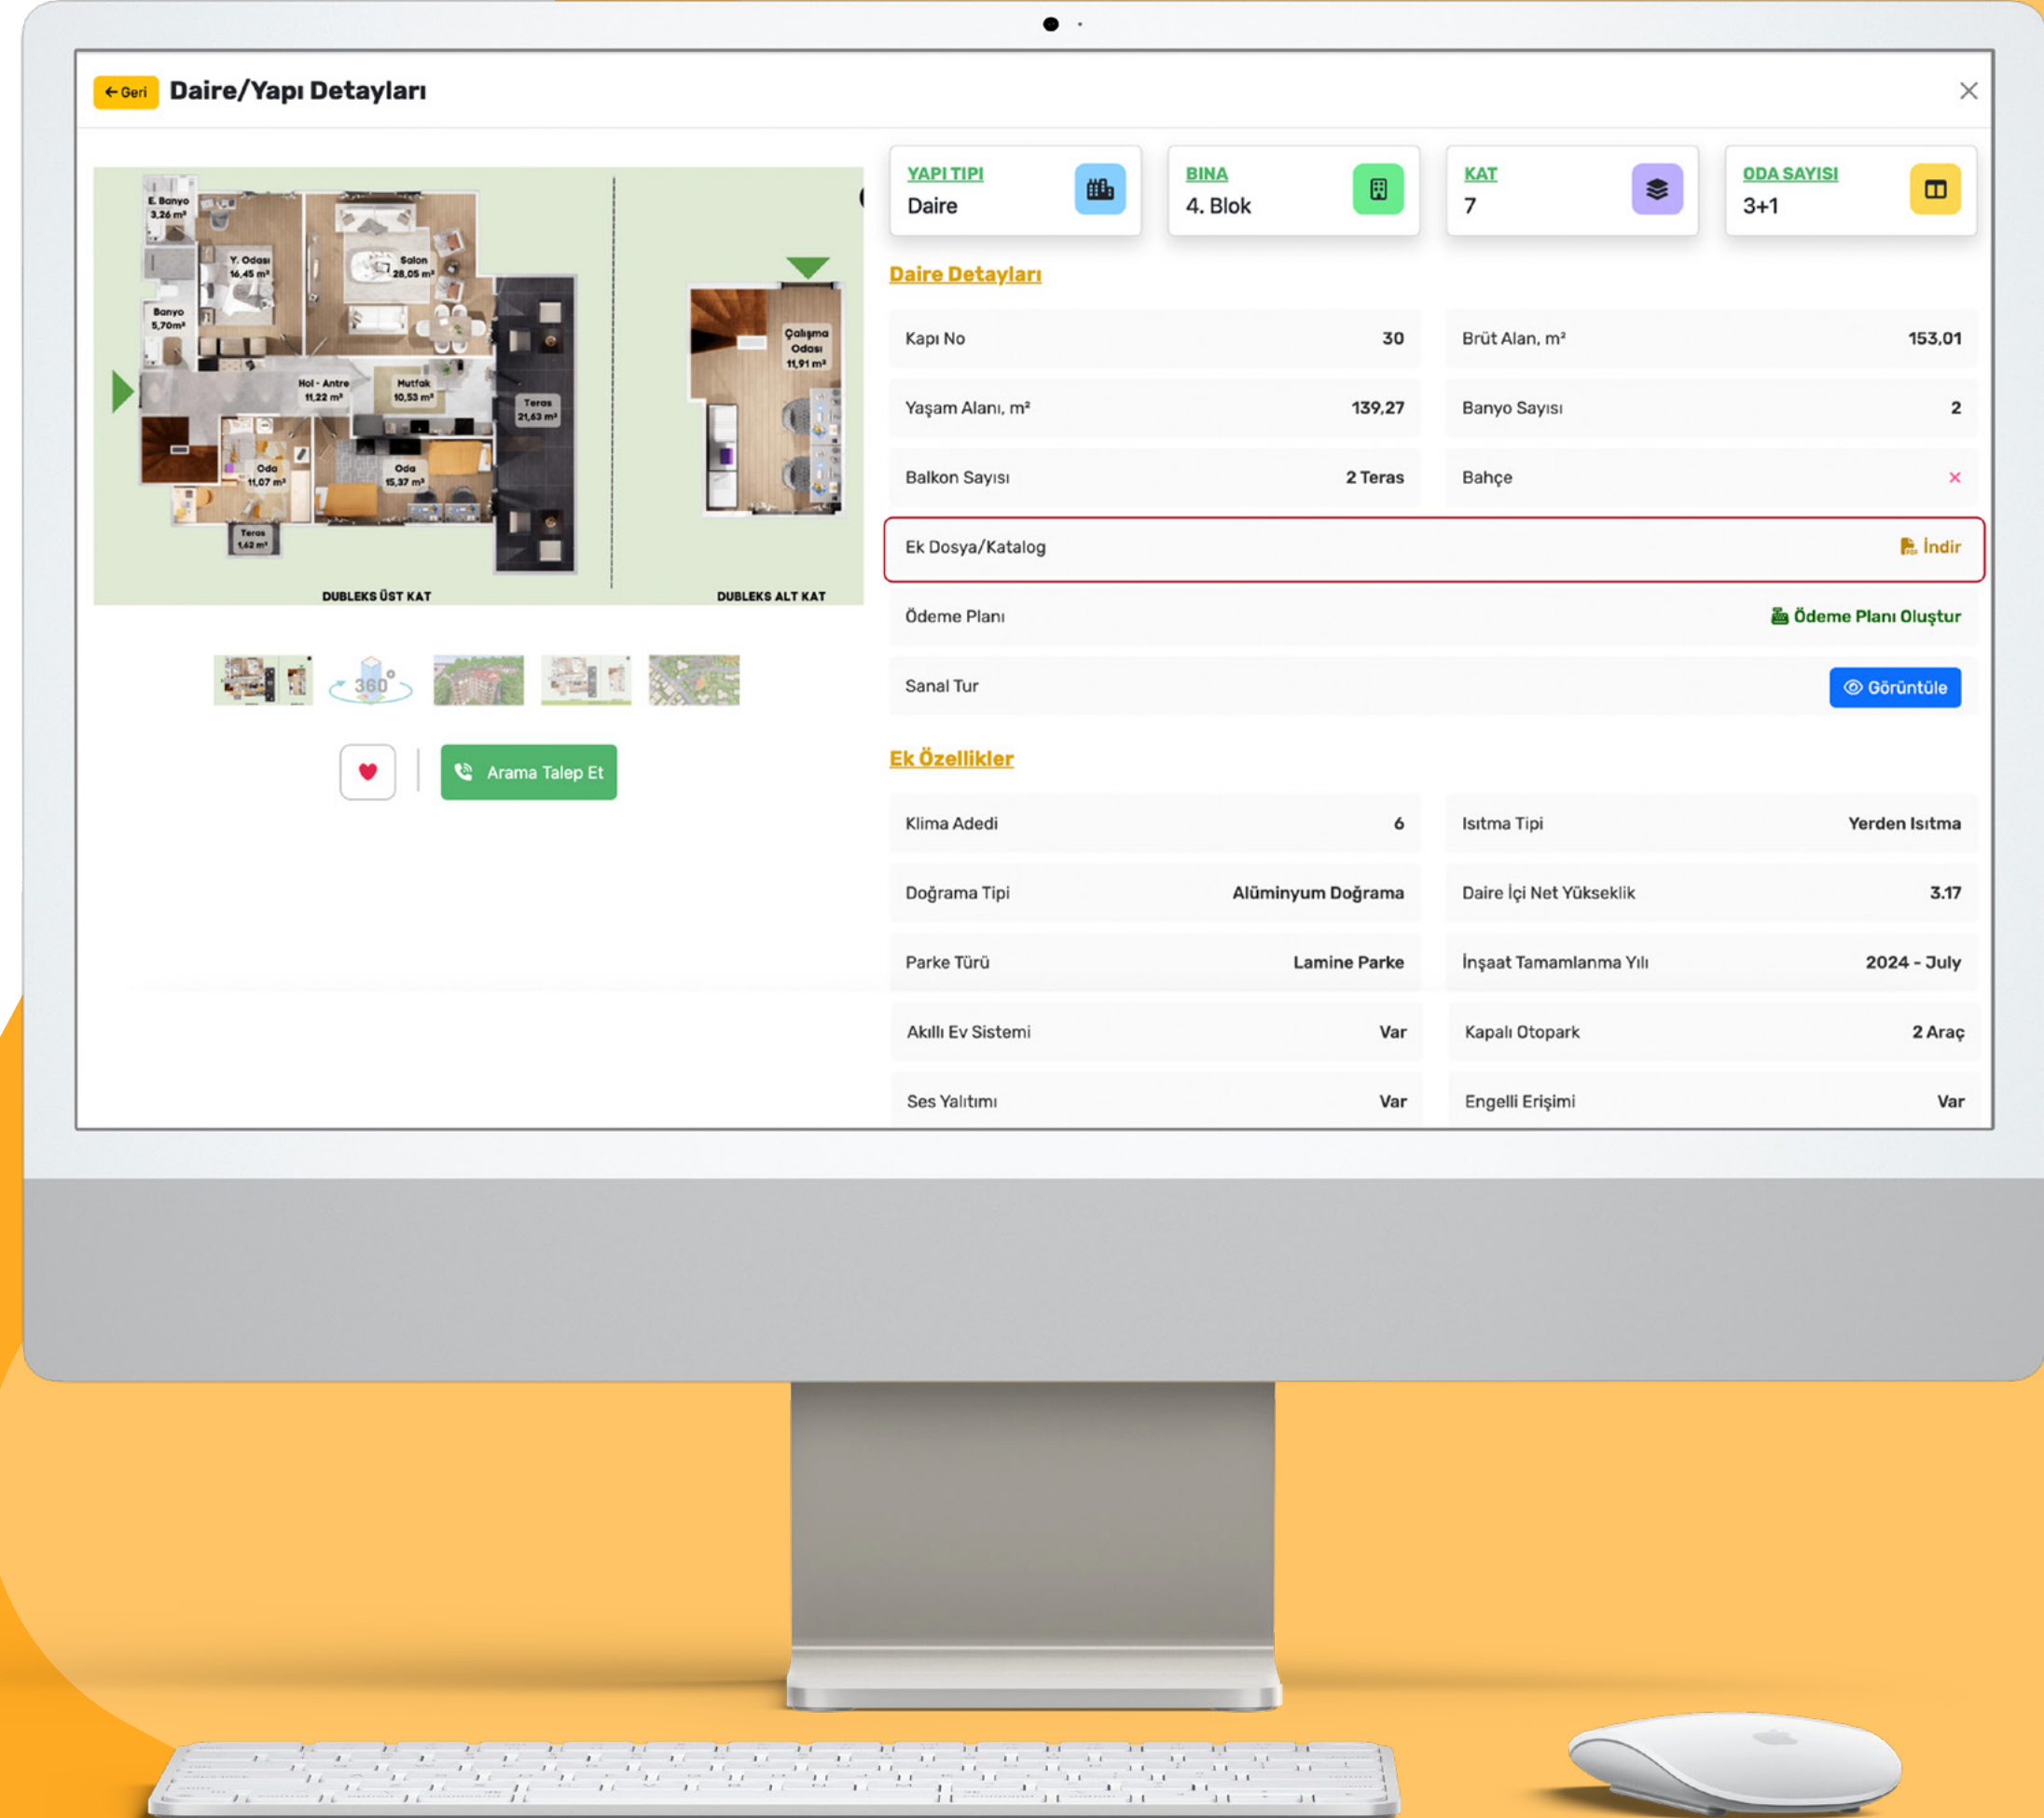 ← Geri Daire/Yapı Detayları
E. Banyo
3,26 m²
Y. Odası
16,45 m²
Salon
28,05 m²
Banyo
5,70m²
Hol - Antre
11,22 m²
Mutfak
10,53 m²
Teras
21,63 m²
Oda
11,07 m²
Oda
15,37 m²
Teras
1,62 m²
Çalışma
Odası
11,91 m²
DUBLEKS ÜST KAT
DUBLEKS ALT KAT
360°
Arama Talep Et
YAPI TIPI
Daire
BINA
4. Blok
KAT
7
ODA SAYISI
3+1
Daire Detayları
Kapı No 30
Brüt Alan, m² 153,01
Yaşam Alanı, m² 139,27
Banyo Sayısı 2
Balkon Sayısı 2 Teras
Bahçe ×
Ek Dosya/Katalog PDF İndir
Ödeme Planı Ödeme Planı Oluştur
Sanal Tur Görüntüle
Ek Özellikler
Klima Adedi 6
Isıtma Tipi Yerden Isıtma
Doğrama Tipi Alüminyum Doğrama
Daire İçi Net Yükseklik 3.17
Parke Türü Lamine Parke
İnşaat Tamamlanma Yılı 2024 - July
Akıllı Ev Sistemi Var
Kapalı Otopark 2 Araç
Ses Yalıtımı Var
Engelli Erişimi Var